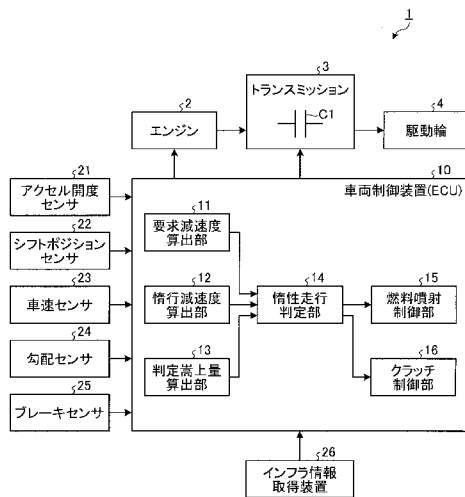 1
2
エンジン
3
トランスミッション
C1
4
駆動輪
10
車両制御装置(ECU)
21
アクセル開度
センサ
22
シフトポジション
センサ
23
車速センサ
24
勾配センサ
25
ブレーキセンサ
11
要求減速度
算出部
12
惰行減速度
算出部
13
判定嵩上量
算出部
14
惰性走行
判定部
15
燃料噴射
制御部
16
クラッチ
制御部
26
インフラ情報
取得装置